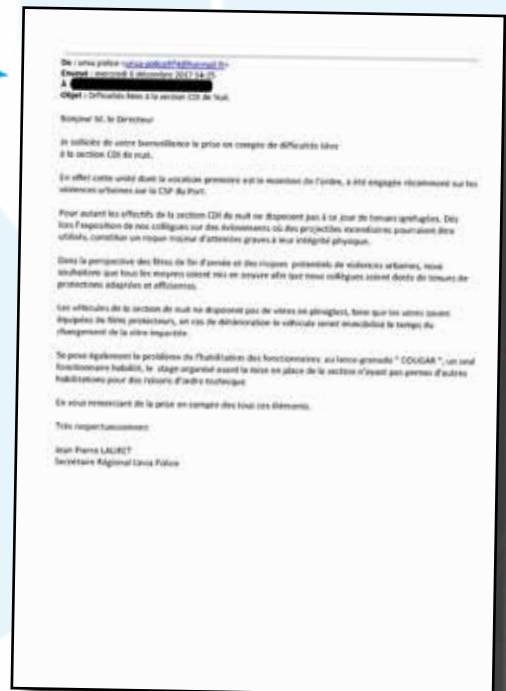 De : unsa police <unsa-police974@hotmail.fr>
Envoyé : mercredi 6 décembre 2017 14:25
À :
Objet : Difficultés liées à la section CDI de Nuit.
Bonjour M. le Directeur
Je sollicite de votre bienveillance la prise en compte de difficultés liées
à la section CDI de nuit.
En effet cette unité dont la vocation première est le maintien de l'ordre, a été engagée récemment sur les
violences urbaines sur la CSP du Port.
Pour autant les effectifs de la section CDI de nuit ne disposent pas à ce jour de tenues ignifugées. Dès
lors l'exposition de nos collègues sur des évènements où des projectiles incendiaires pourraient être
utilisés, constitue un risque majeur d'atteintes graves à leur intégrité physique.
Dans la perspective des fêtes de fin d'année et des risques potentiels de violences urbaines, nous
souhaitons que tous les moyens soient mis en oeuvre afin que nous collègues soient dotés de tenues de
protections adaptées et efficientes.
Les véhicules de la section de nuit ne disposent pas de vitres en plexiglass, bien que les vitres soient
équipées de films protecteurs, en cas de détérioration le véhicule serait immobilisé le temps du
changement de la vitre impactée.
Se pose également le problème de l'habilitation des fonctionnaires au lance-grenade " COUGAR ", un seul
fonctionnaire habilité, le stage organisé avant la mise en place de la section n'ayant pas permis d'autres
habilitations pour des raisons d'ordre technique.
En vous remerciant de la prise en compte des tous ces éléments.
Très respectueusement
Jean Pierre LAURET
Secrétaire Régional Unsa Police